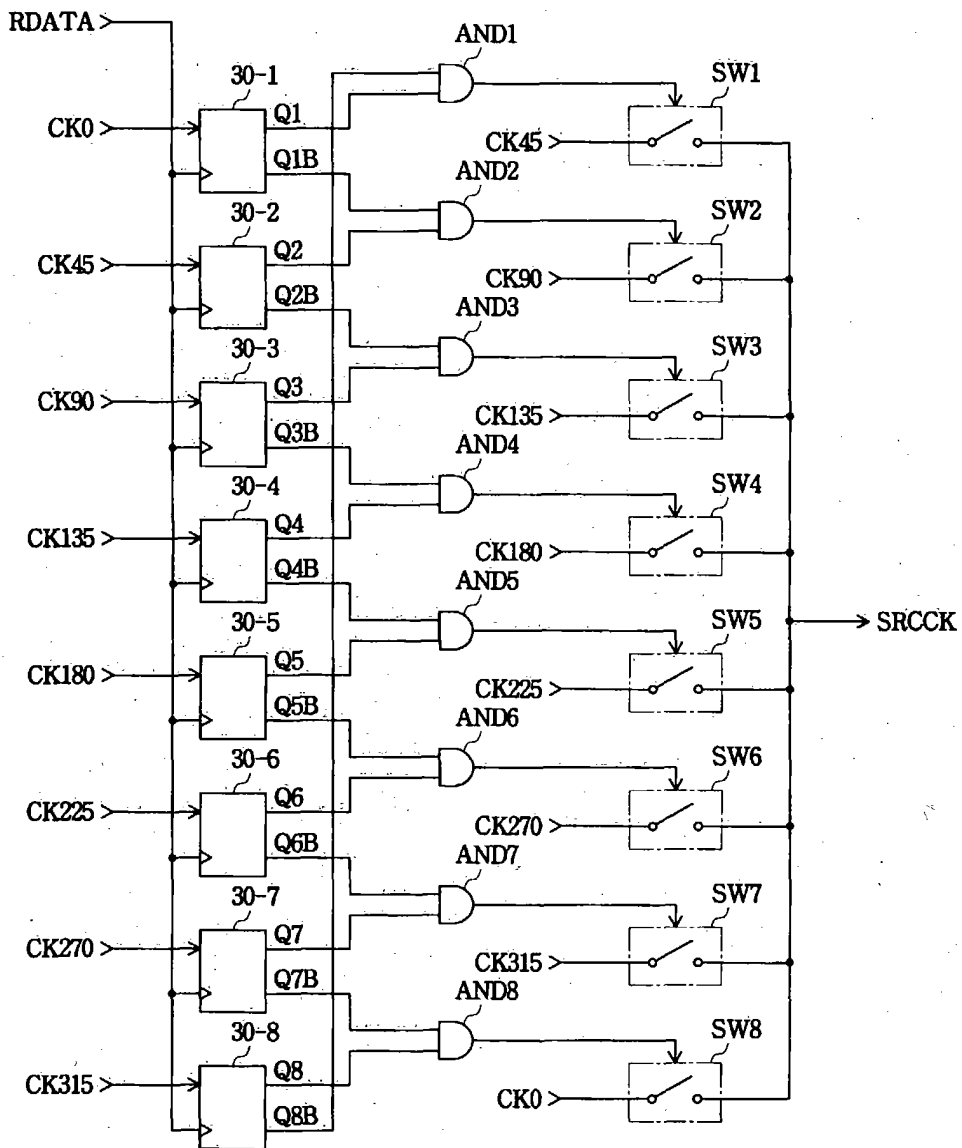 RDATA
AND1
30-1
SW1
CK0
Q1
CK45
Q1B
AND2
30-2
SW2
CK45
Q2
CK90
Q2B
AND3
30-3
SW3
CK90
Q3
CK135
Q3B
AND4
30-4
SW4
CK135
Q4
CK180
Q4B
AND5
30-5
SW5
SRCCK
CK180
Q5
CK225
Q5B
AND6
30-6
SW6
CK225
Q6
CK270
Q6B
AND7
30-7
SW7
CK270
Q7
CK315
Q7B
AND8
30-8
SW8
CK315
Q8
CK0
Q8B